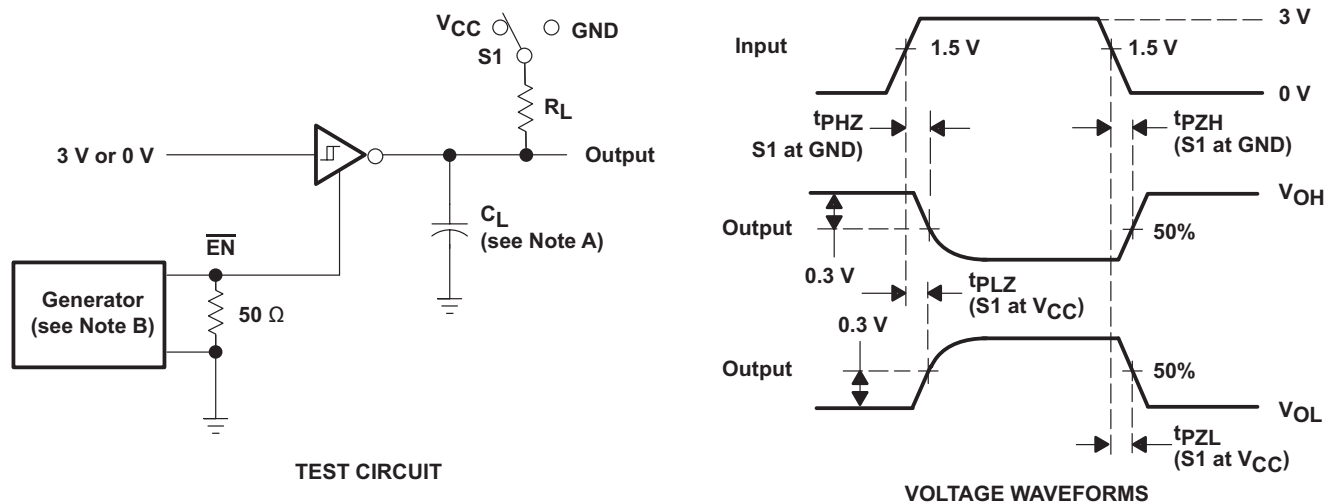 VCC
GND
S1
RL
3 V or 0 V
Output
CL
(see Note A)
EN
Generator
(see Note B)
50 Ω
TEST CIRCUIT
3 V
Input
1.5 V
1.5 V
0 V
tPHZ
S1 at GND)
tPZH
(S1 at GND)
VOH
Output
50%
0.3 V
tPLZ
(S1 at VCC)
0.3 V
Output
50%
VOL
tPZL
(S1 at VCC)
VOLTAGE WAVEFORMS